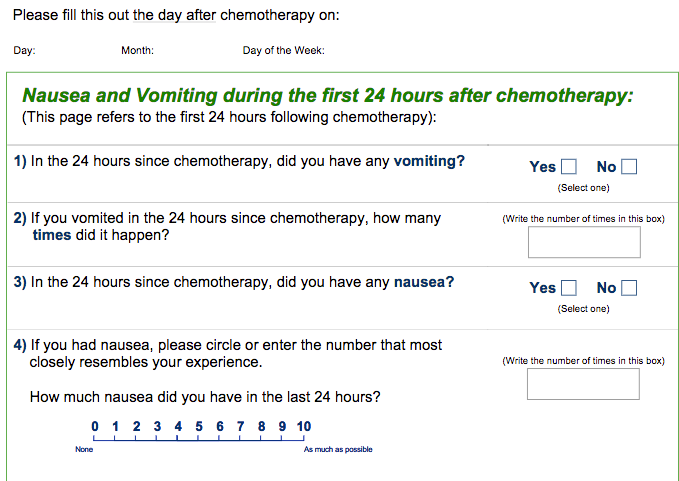 Please fill this out the day after chemotherapy on:
Day: Month: Day of the Week:
Nausea and Vomiting during the first 24 hours after chemotherapy:
(This page refers to the first 24 hours following chemotherapy):
1) In the 24 hours since chemotherapy, did you have any vomiting?
Yes No
(Select one)
2) If you vomited in the 24 hours since chemotherapy, how many
times did it happen?
(Write the number of times in this box)
3) In the 24 hours since chemotherapy, did you have any nausea?
Yes No
(Select one)
4) If you had nausea, please circle or enter the number that most
closely resembles your experience.
(Write the number of times in this box)
How much nausea did you have in the last 24 hours?
0 1 2 3 4 5 6 7 8 9 10
None As much as possible